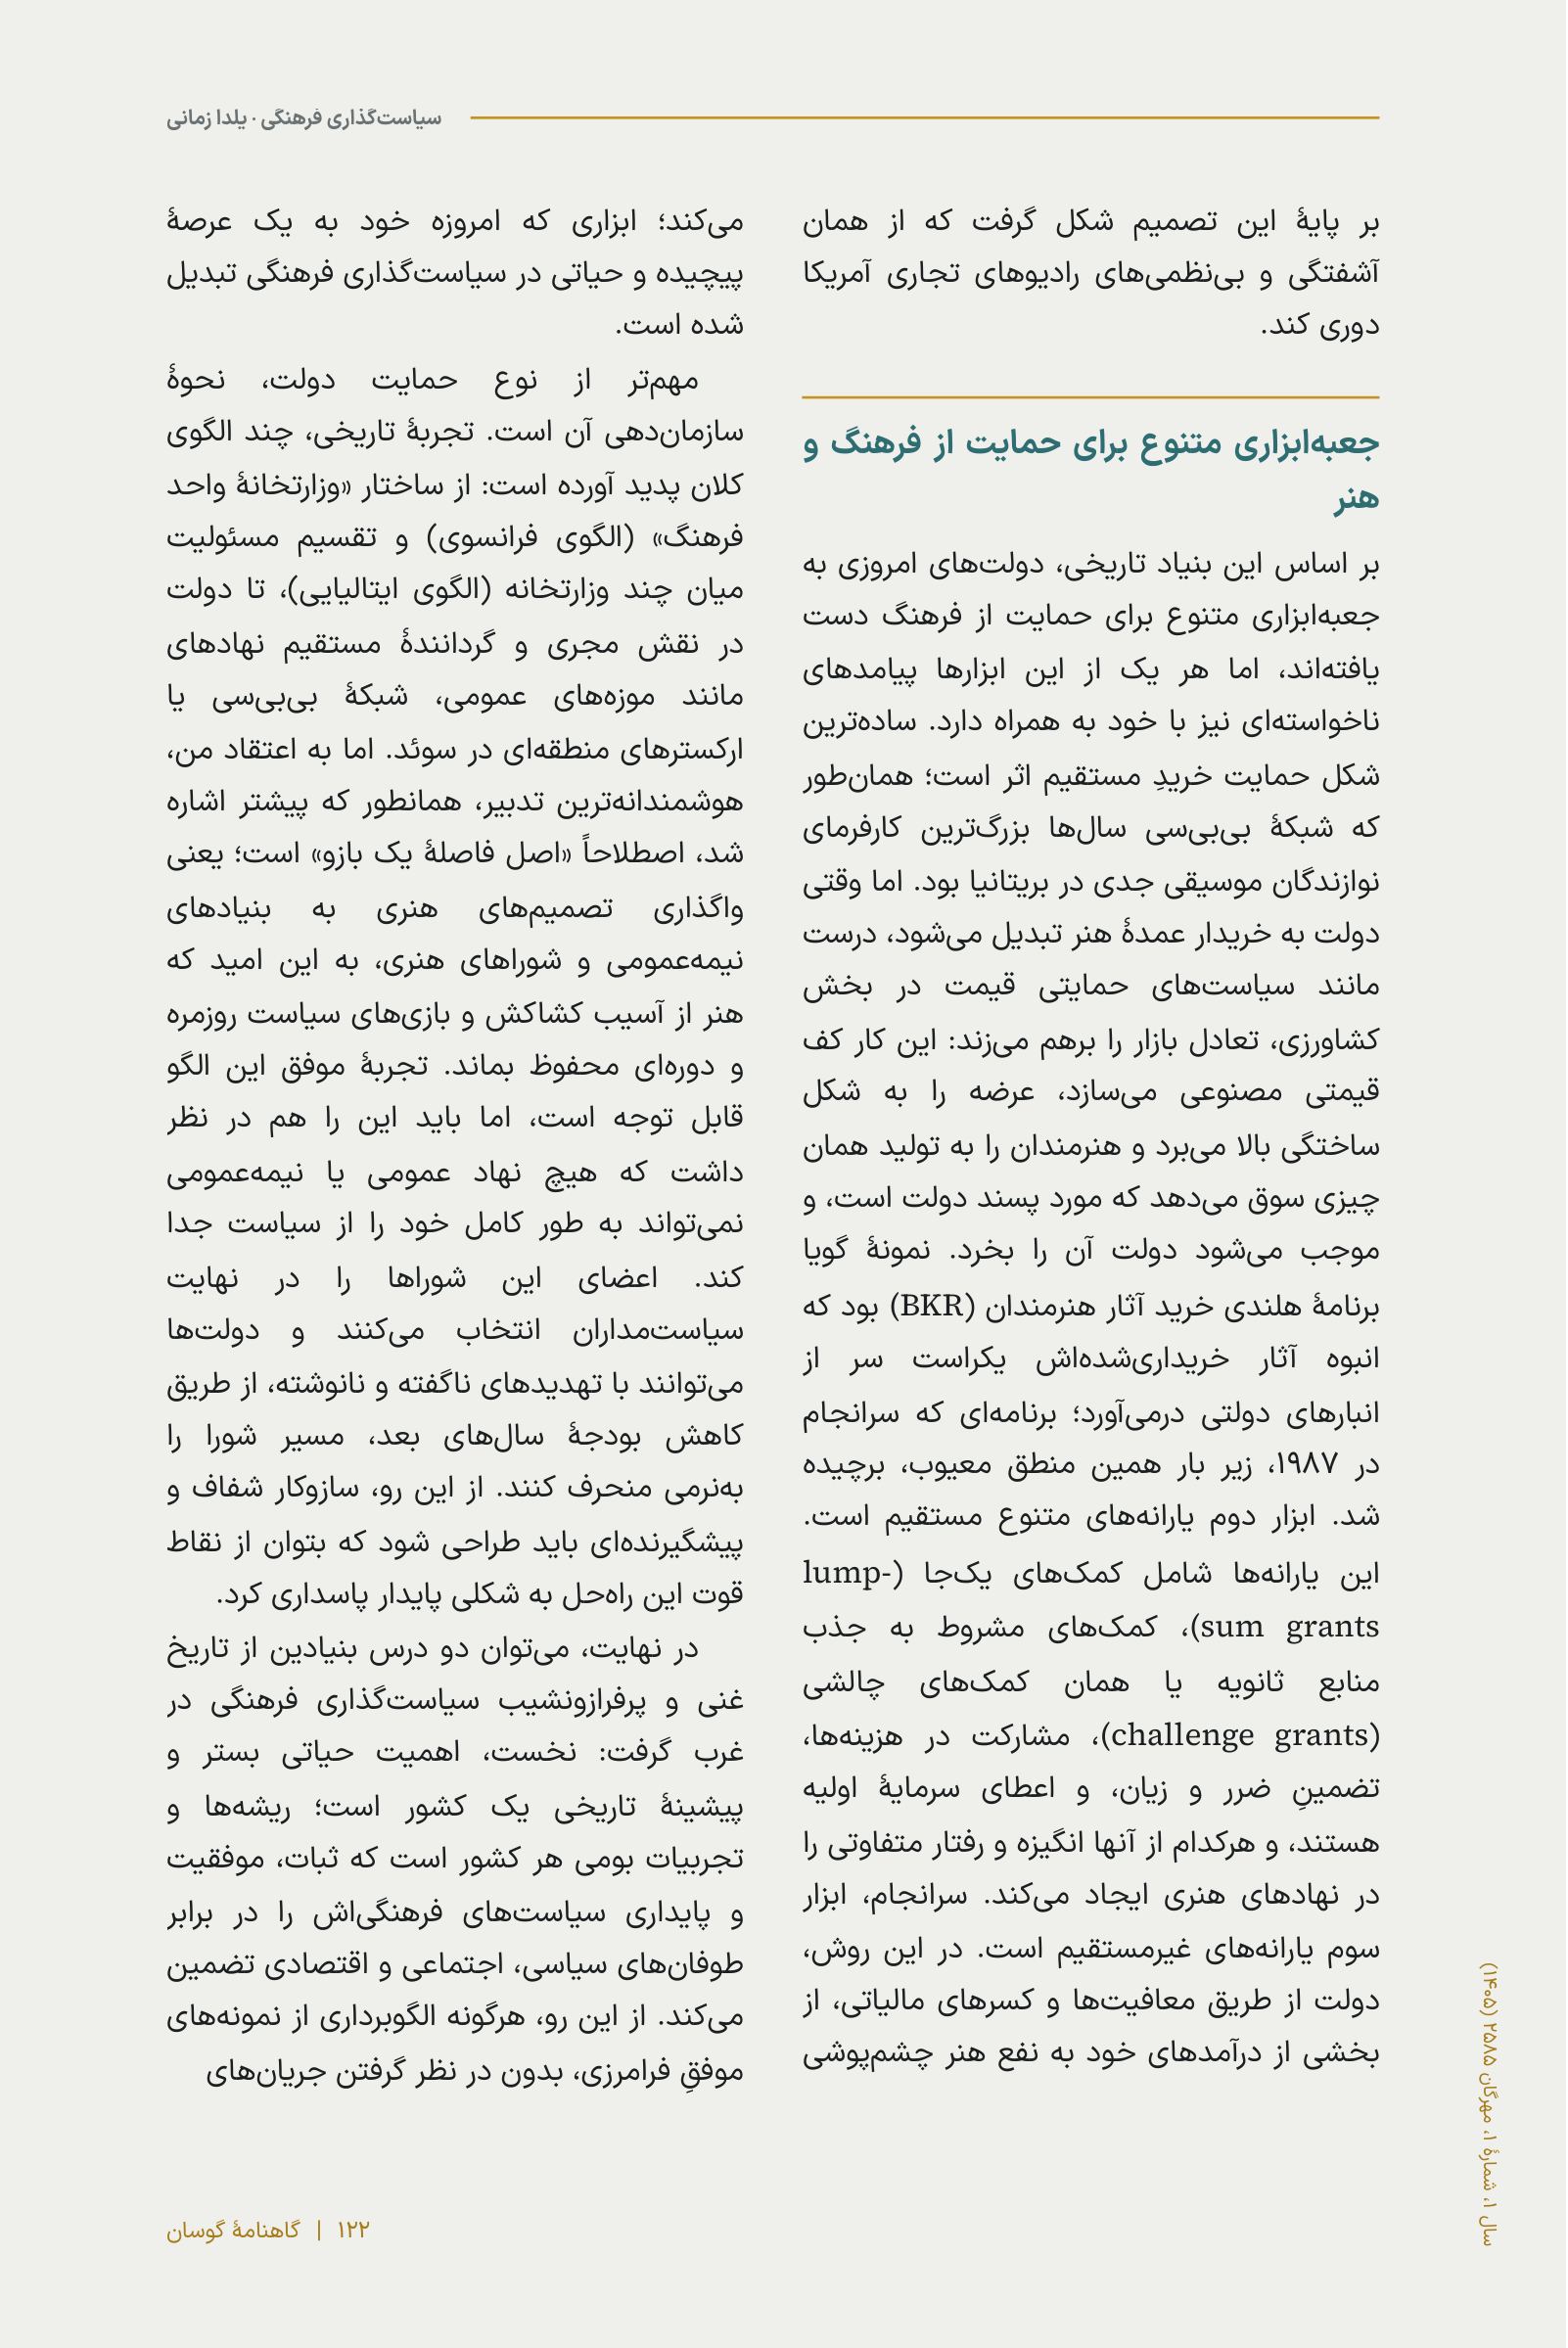 سیاست‌گذاری فرهنگی · یلدا زمانی
بر پایهٔ این تصمیم شکل گرفت که از همان
آشفتگی و بی‌نظمی‌های رادیوهای تجاری آمریکا
دوری کند.
جعبه‌ابزاری متنوع برای حمایت از فرهنگ و
هنر
بر اساس این بنیاد تاریخی، دولت‌های امروزی به
جعبه‌ابزاری متنوع برای حمایت از فرهنگ دست
یافته‌اند، اما هر یک از این ابزارها پیامدهای
ناخواسته‌ای نیز با خود به همراه دارد. ساده‌ترین
شکل حمایت خریدِ مستقیم اثر است؛ همان‌طور
که شبکهٔ بی‌بی‌سی سال‌ها بزرگ‌ترین کارفرمای
نوازندگان موسیقی جدی در بریتانیا بود. اما وقتی
دولت به خریدار عمدهٔ هنر تبدیل می‌شود، درست
مانند سیاست‌های حمایتی قیمت در بخش
کشاورزی، تعادل بازار را برهم می‌زند: این کار کف
قیمتی مصنوعی می‌سازد، عرضه را به شکل
ساختگی بالا می‌برد و هنرمندان را به تولید همان
چیزی سوق می‌دهد که مورد پسند دولت است، و
موجب می‌شود دولت آن را بخرد. نمونهٔ گویا
برنامهٔ هلندی خرید آثار هنرمندان (BKR) بود که
انبوه آثار خریداری‌شده‌اش یکراست سر از
انبارهای دولتی درمی‌آورد؛ برنامه‌ای که سرانجام
در ۱۹۸۷، زیر بار همین منطق معیوب، برچیده
شد. ابزار دوم یارانه‌های متنوع مستقیم است.
این یارانه‌ها شامل کمک‌های یک‌جا (lump-
sum grants)، کمک‌های مشروط به جذب
منابع ثانویه یا همان کمک‌های چالشی
(challenge grants)، مشارکت در هزینه‌ها،
تضمینِ ضرر و زیان، و اعطای سرمایهٔ اولیه
هستند، و هرکدام از آنها انگیزه و رفتار متفاوتی را
در نهادهای هنری ایجاد می‌کند. سرانجام، ابزار
سوم یارانه‌های غیرمستقیم است. در این روش،
دولت از طریق معافیت‌ها و کسرهای مالیاتی، از
بخشی از درآمدهای خود به نفع هنر چشم‌پوشی
می‌کند؛ ابزاری که امروزه خود به یک عرصهٔ
پیچیده و حیاتی در سیاست‌گذاری فرهنگی تبدیل
شده است.
مهم‌تر از نوع حمایت دولت، نحوهٔ
سازمان‌دهی آن است. تجربهٔ تاریخی، چند الگوی
کلان پدید آورده است: از ساختار «وزارتخانهٔ واحد
فرهنگ» (الگوی فرانسوی) و تقسیم مسئولیت
میان چند وزارتخانه (الگوی ایتالیایی)، تا دولت
در نقش مجری و گردانندهٔ مستقیم نهادهای
مانند موزه‌های عمومی، شبکهٔ بی‌بی‌سی یا
ارکسترهای منطقه‌ای در سوئد. اما به اعتقاد من،
هوشمندانه‌ترین تدبیر، همانطور که پیشتر اشاره
شد، اصطلاحاً «اصل فاصلهٔ یک بازو» است؛ یعنی
واگذاری تصمیم‌های هنری به بنیادهای
نیمه‌عمومی و شوراهای هنری، به این امید که
هنر از آسیب کشاکش و بازی‌های سیاست روزمره
و دوره‌ای محفوظ بماند. تجربهٔ موفق این الگو
قابل توجه است، اما باید این را هم در نظر
داشت که هیچ نهاد عمومی یا نیمه‌عمومی
نمی‌تواند به طور کامل خود را از سیاست جدا
کند. اعضای این شوراها را در نهایت
سیاست‌مداران انتخاب می‌کنند و دولت‌ها
می‌توانند با تهدیدهای ناگفته و نانوشته، از طریق
کاهش بودجهٔ سال‌های بعد، مسیر شورا را
به‌نرمی منحرف کنند. از این رو، سازوکار شفاف و
پیشگیرنده‌ای باید طراحی شود که بتوان از نقاط
قوت این راه‌حل به شکلی پایدار پاسداری کرد.
در نهایت، می‌توان دو درس بنیادین از تاریخ
غنی و پرفرازونشیب سیاست‌گذاری فرهنگی در
غرب گرفت: نخست، اهمیت حیاتی بستر و
پیشینهٔ تاریخی یک کشور است؛ ریشه‌ها و
تجربیات بومی هر کشور است که ثبات، موفقیت
و پایداری سیاست‌های فرهنگی‌اش را در برابر
طوفان‌های سیاسی، اجتماعی و اقتصادی تضمین
می‌کند. از این رو، هرگونه الگوبرداری از نمونه‌های
موفقِ فرامرزی، بدون در نظر گرفتن جریان‌های
سال ۱، شمارهٔ ۱، مهرگان ۲۵۸۵ (۱۴۰۵)
۱۲۲ | گاهنامهٔ گوسان